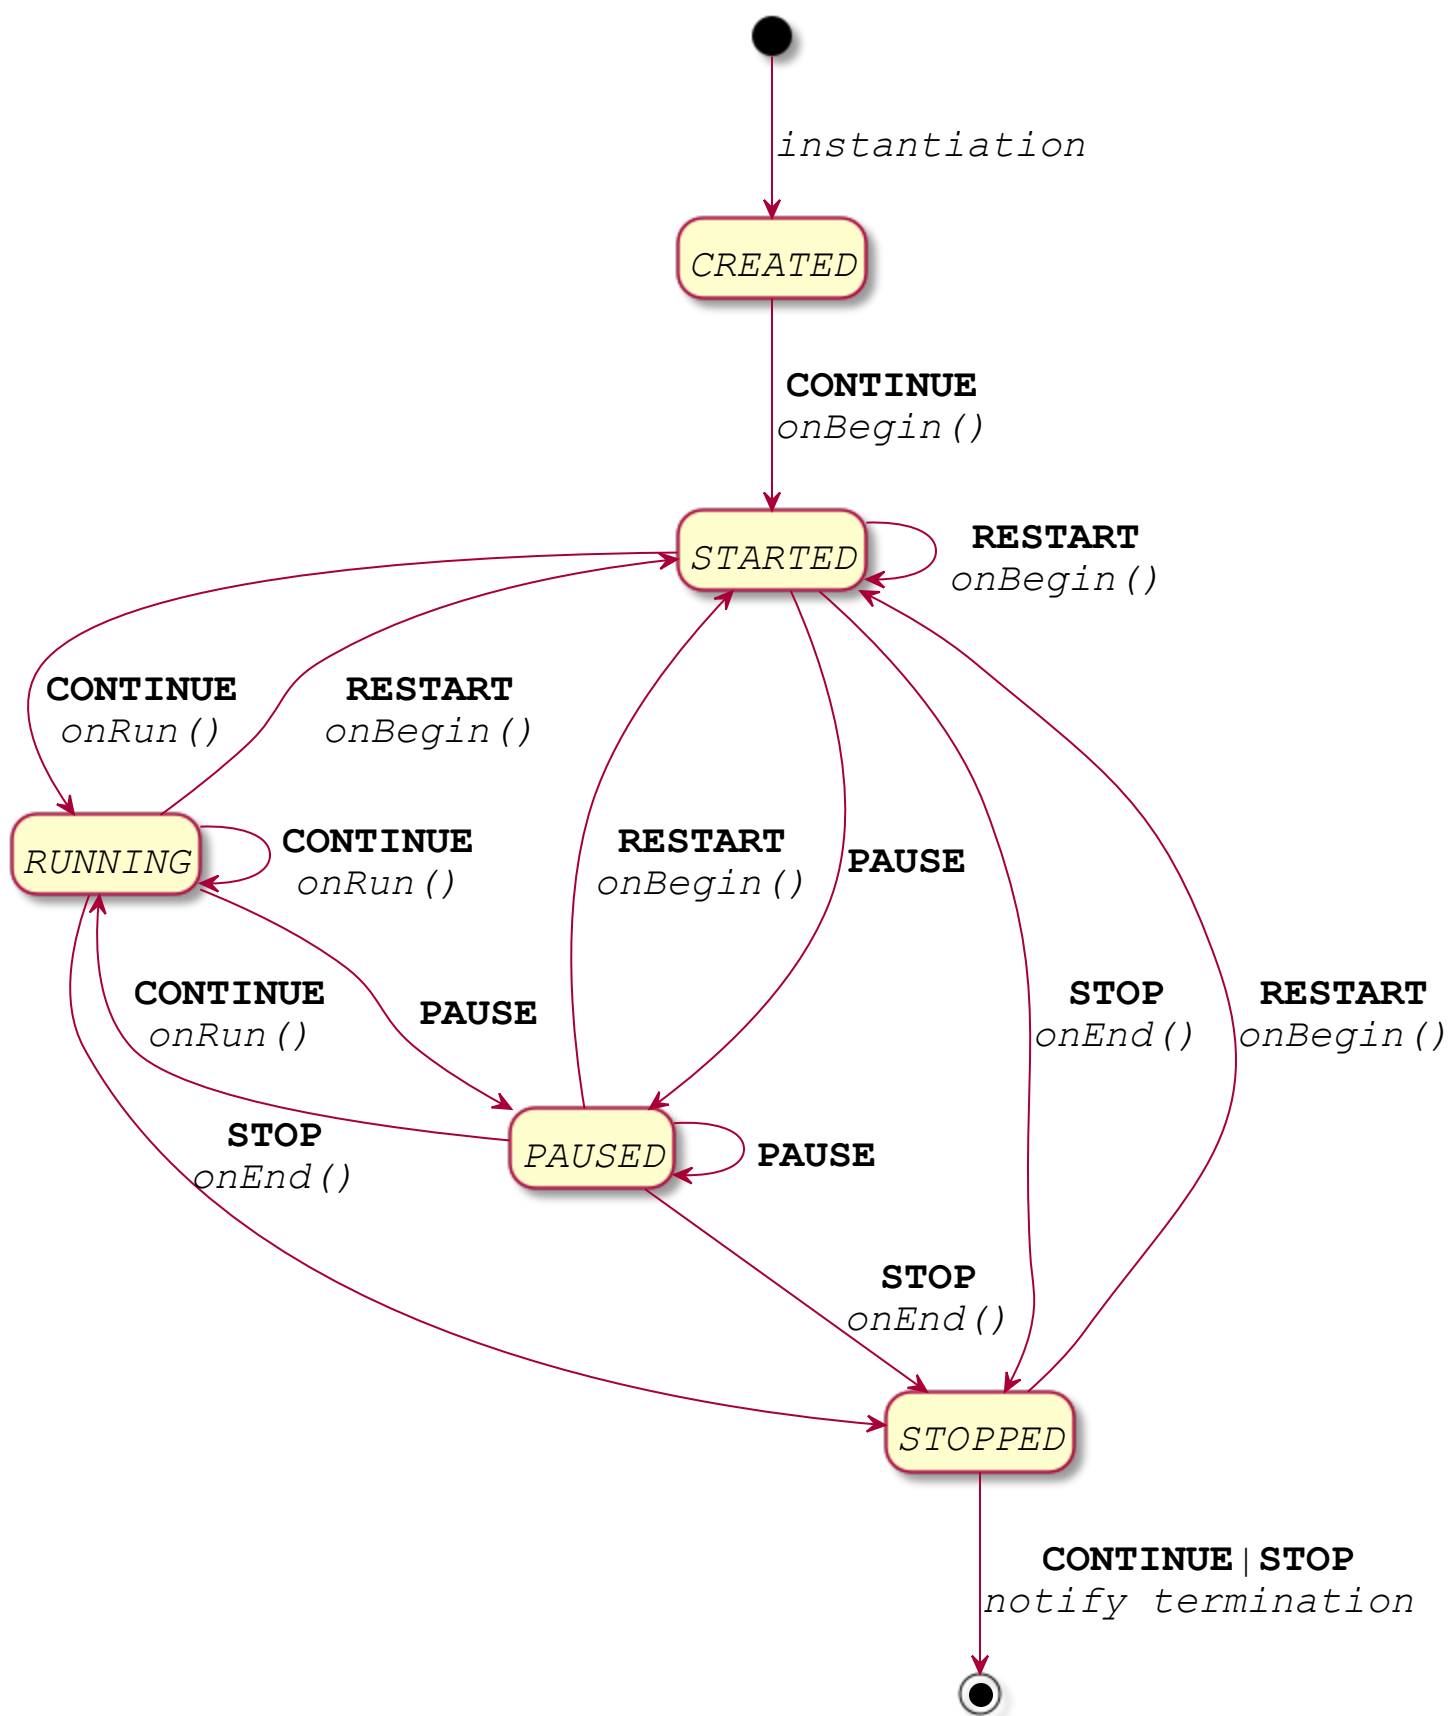 instantiation
CREATED
CONTINUE
onBegin()
STARTED
RESTART
onBegin()
CONTINUE
onRun()
RESTART
onBegin()
RUNNING
CONTINUE
onRun()
RESTART
onBegin()
PAUSE
CONTINUE
onRun()
PAUSE
STOP
onEnd()
RESTART
onBegin()
STOP
onEnd()
PAUSED
PAUSE
STOP
onEnd()
STOPPED
CONTINUE|STOP
notify termination